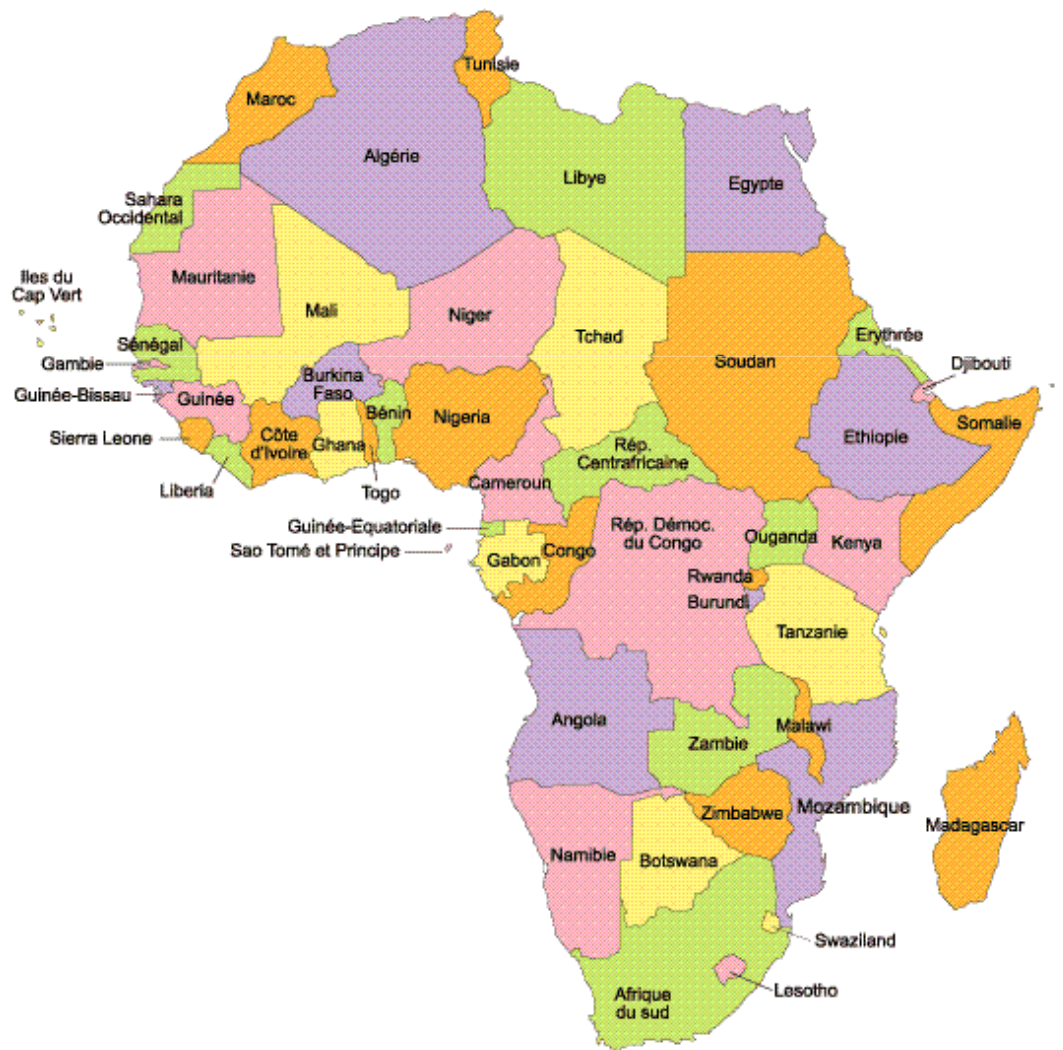 Tunisie
Maroc
Algérie
Libye
Egypte
Sahara
Occidental
Iles du
Cap Vert
Mauritanie
Mali
Niger
Tchad
Soudan
Erythrée
Sénégal
Gambie
Djibouti
Burkina
Faso
Guinée-Bissau
Guinée
Bénin
Nigeria
Somalie
Sierra Leone
Côte
d'Ivoire
Ghana
Ethiopie
Rép.
Centrafricaine
Liberia
Togo
Cameroun
Guinée-Equatoriale
Rép. Démoc.
du Congo
Ouganda
Kenya
Sao Tomé et Principe
Gabon
Congo
Rwanda
Burundi
Tanzanie
Angola
Zambie
Malawi
Mozambique
Zimbabwe
Madagascar
Namibie
Botswana
Swaziland
Lesotho
Afrique
du sud